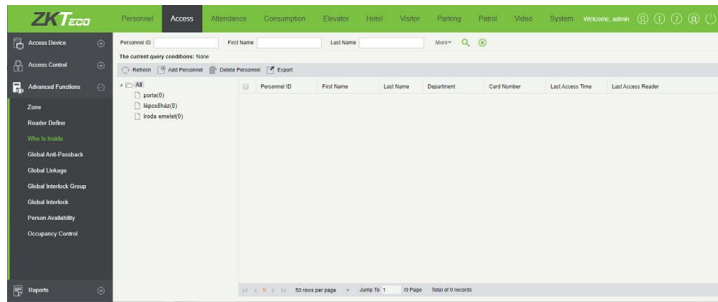 ZKTECO
Personnel Access Attendance Consumption Elevator Hotel Visitor Parking Patrol Video System Welcome, admin
Access Device
Access Control
Advanced Functions
Zone
Reader Define
Who Is Inside
Global Anti-Passback
Global Linkage
Global Interlock Group
Global Interlock
Person Availability
Occupancy Control
Reports
Personnel ID First Name Last Name More
The current query conditions: None
Refresh Add Personnel Delete Personnel Export
All
porta(0)
lépcsőház(0)
Iroda emelet(0)
Personnel ID First Name Last Name Department Card Number Last Access Time Last Access Reader
0 50 rows per page Jump To 1 /0 Page Total of 0 records